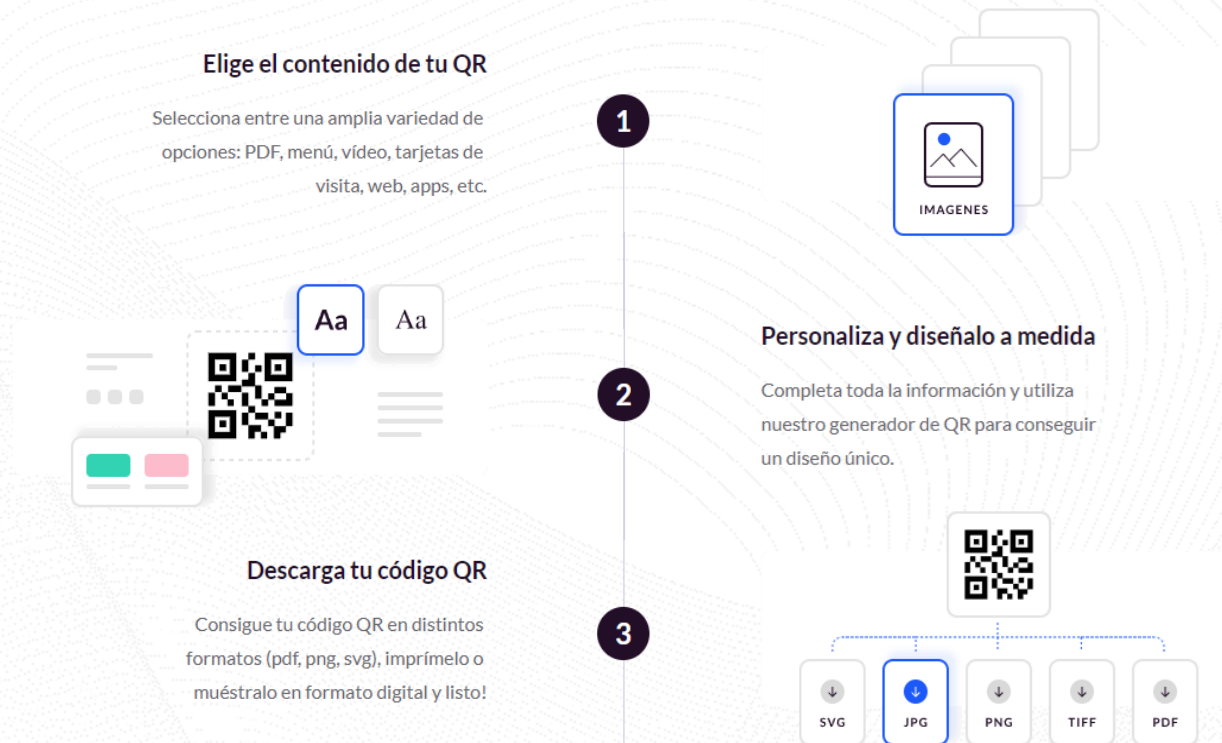 Elige el contenido de tu QR
Selecciona entre una amplia variedad de
opciones: PDF, menú, vídeo, tarjetas de
visita, web, apps, etc.
1
IMAGENES
Aa
Aa
Personaliza y diseñalo a medida
2
Completa toda la información y utiliza
nuestro generador de QR para conseguir
un diseño único.
Descarga tu código QR
Consigue tu código QR en distintos
formatos (pdf, png, svg), imprímelo o
muéstralo en formato digital y listo!
3
SVG
JPG
PNG
TIFF
PDF